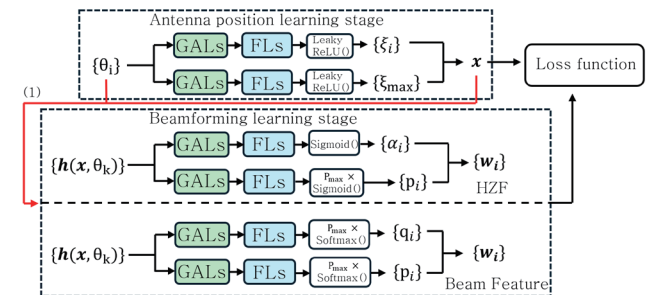 Antenna position learning stage
{θi}
GALs
FLs
Leaky
ReLU()
{ξi}
GALs
FLs
Leaky
ReLU()
{ξmax}
x
Loss function
(1)
Beamforming learning stage
{h(x,θk)}
GALs
FLs
Sigmoid()
{αi}
GALs
FLs
Pmax ×
Sigmoid()
{pi}
{wi}
HZF
{h(x,θk)}
GALs
FLs
Pmax ×
Softmax()
{qi}
GALs
FLs
Pmax ×
Softmax()
{pi}
{wi}
Beam Feature